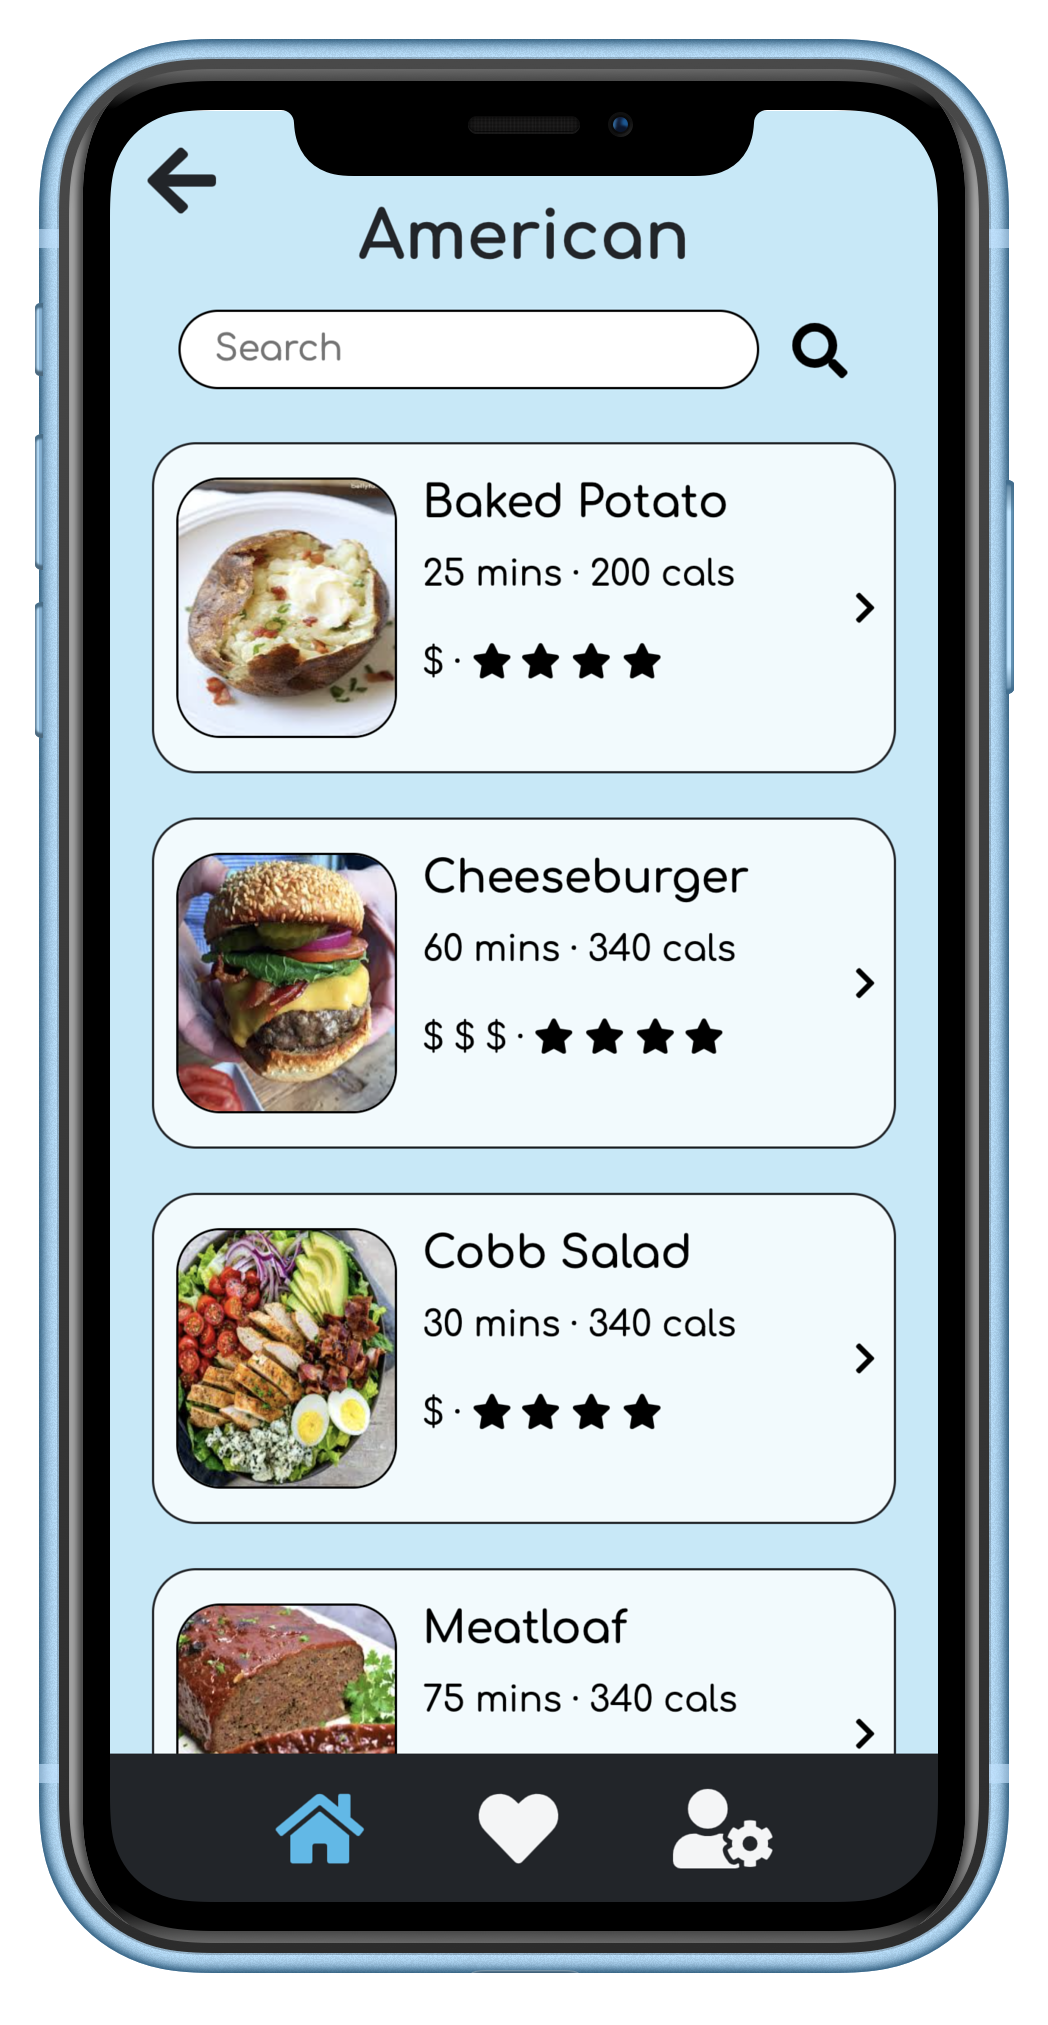 American
Search
Baked Potato
25 mins · 200 cals
$ · ★ ★ ★ ★
Cheeseburger
60 mins · 340 cals
$ $ $ · ★ ★ ★ ★
Cobb Salad
30 mins · 340 cals
$ · ★ ★ ★ ★
Meatloaf
75 mins · 340 cals